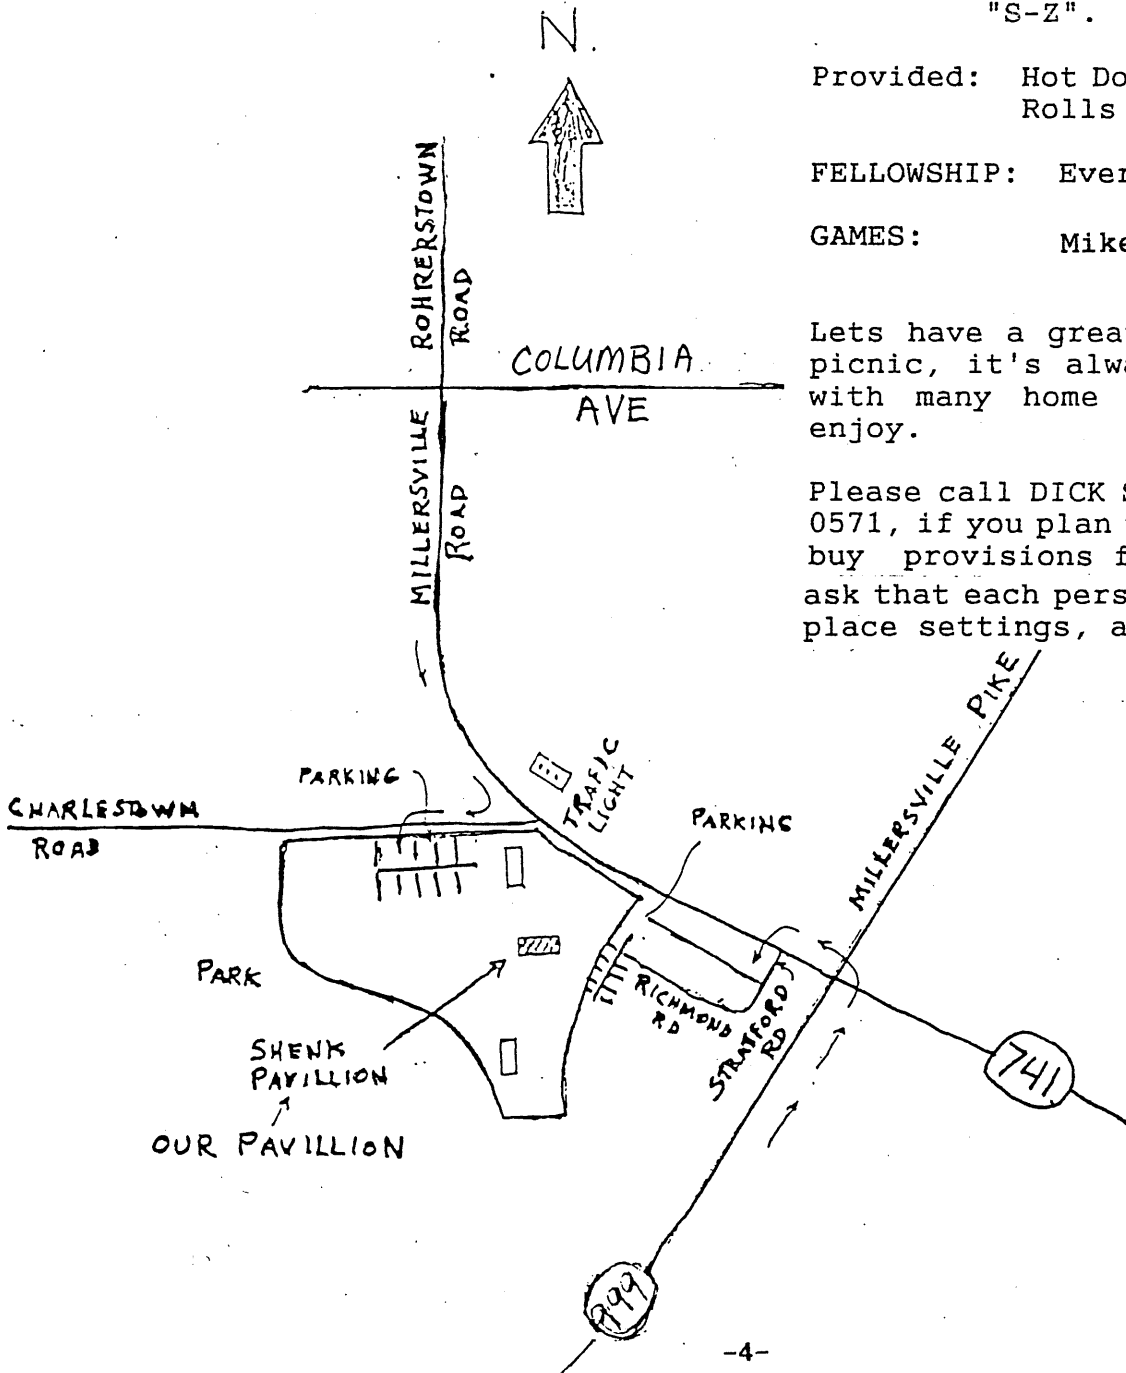 N.
"S-Z".
Provided: Hot Do
Rolls
FELLOWSHIP: Ever
GAMES: Mike
Lets have a grea
picnic, it's alwa
with many home
enjoy.
Please call DICK S
0571, if you plan
buy provisions f
ask that each pers
place settings, a
ROHRERSTOWN
ROAD
COLUMBIA
AVE
MILLERSVILLE
ROAD
MILLERSVILLE PIKE
TRAFIC
LIGHT
PARKING
CHARLESTOWN
ROAD
PARKING
PARK
RICHMOND
RD
STRATFORD
RD
SHENK
PAVILLION
OUR PAVILLION
741
999
-4-